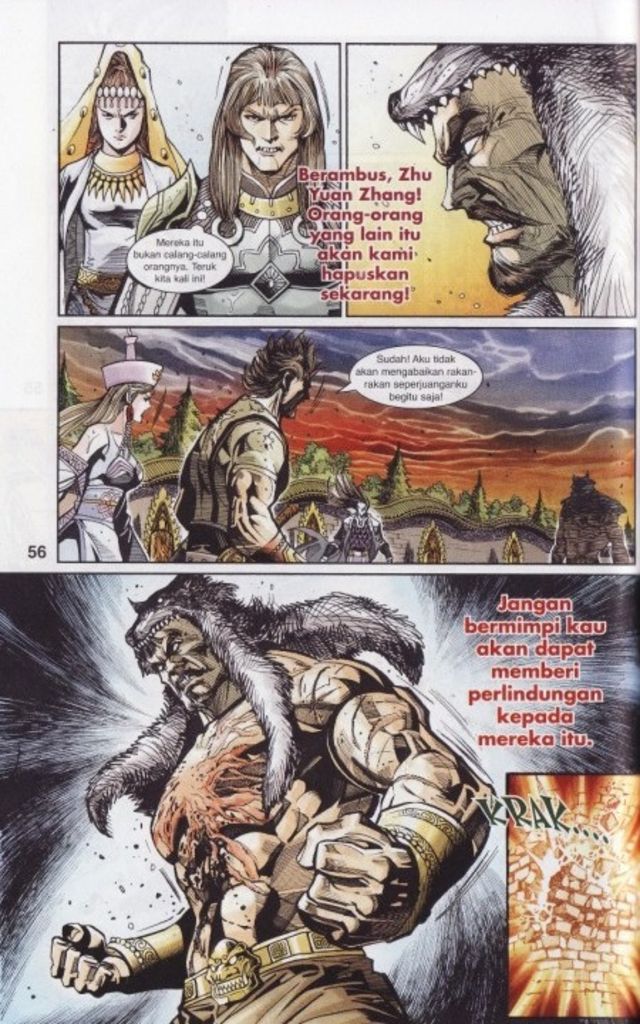 Mereka itu
bukan calang-calang
orangnya. Teruk
kita kali ini!
Berambus, Zhu
Yuan Zhang!
Orang-orang
yang lain itu
akan kami
hapuskan
sekarang!
Sudah! Aku tidak
akan mengabaikan rakan-
rakan seperjuanganku
begitu saja!
56
Jangan
bermimpi kau
akan dapat
memberi
perlindungan
kepada
mereka itu.
KRAK....